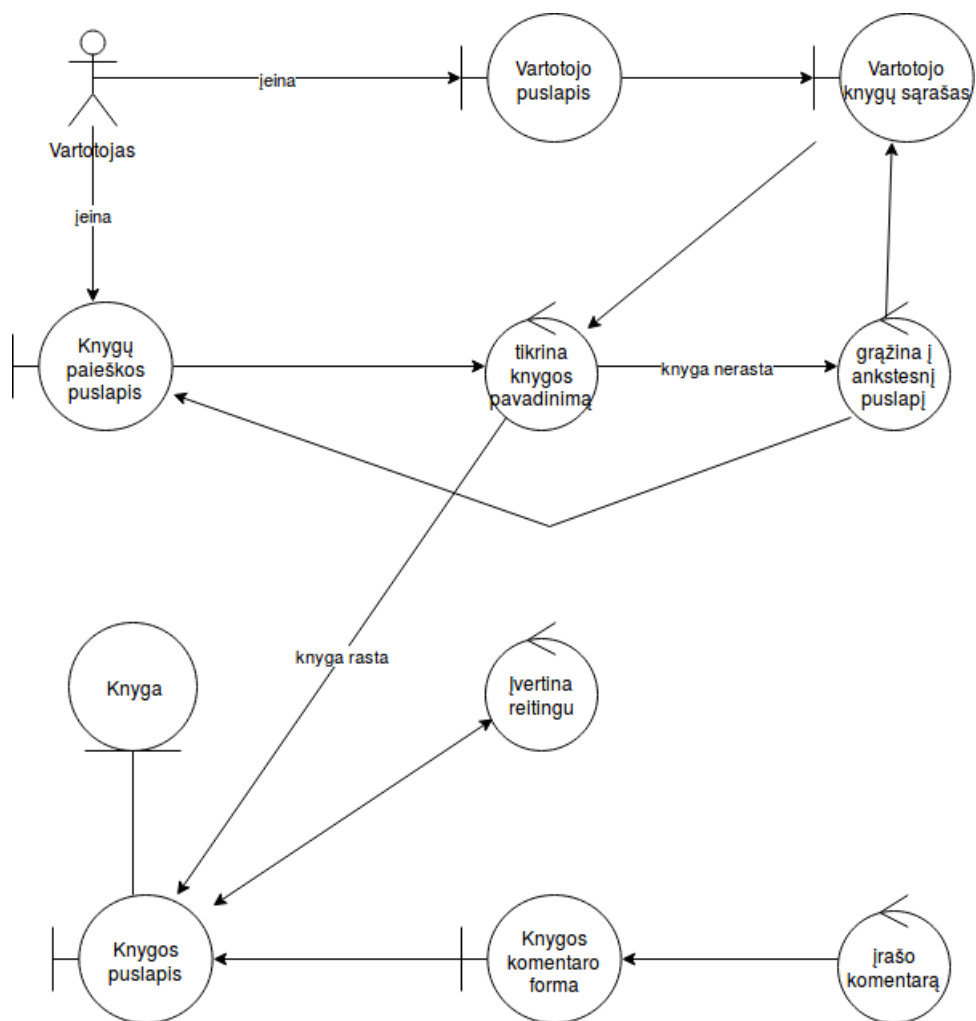 įeina
Vartotojo
puslapis
Vartotojo
knygų sąrašas
Vartotojas
įeina
Knygų
paieškos
puslapis
tikrina
knygos
pavadinimą
knyga nerasta
grąžina į
ankstesnį
puslapį
knyga rasta
Knyga
Įvertina
reitingu
Knygos
puslapis
Knygos
komentaro
forma
įrašo
komentarą